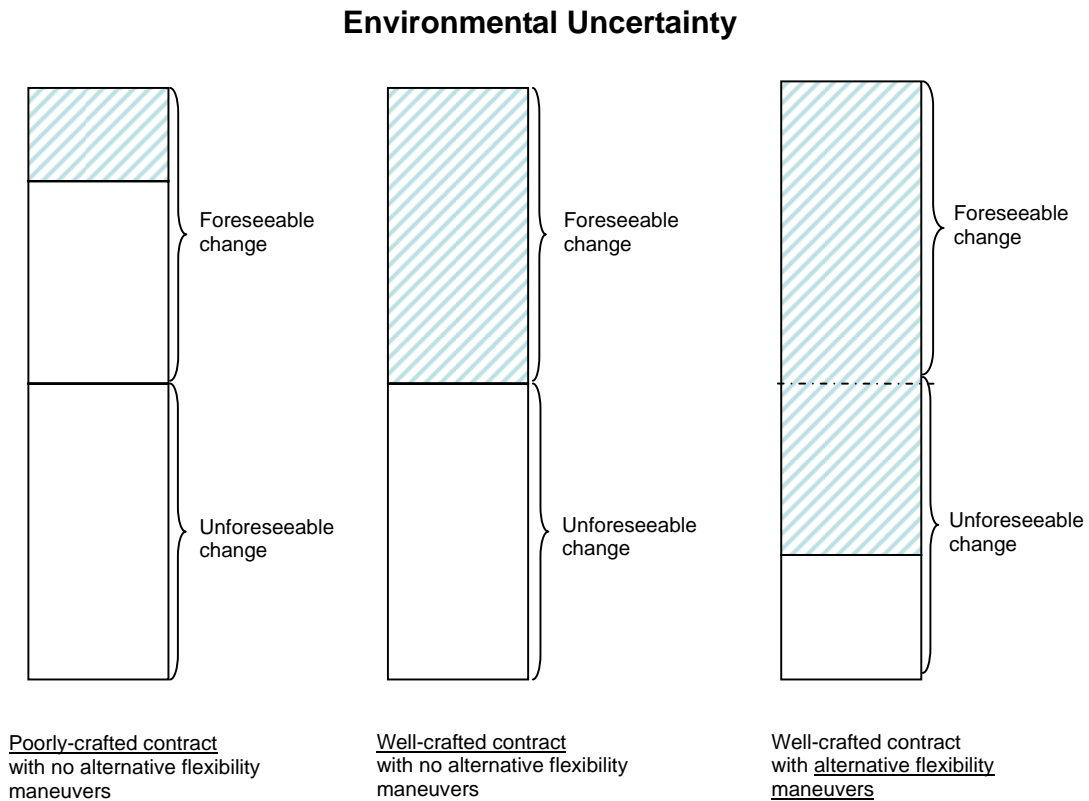 Environmental Uncertainty
Foreseeable
change
Foreseeable
change
Foreseeable
change
Unforeseeable
change
Unforeseeable
change
Unforeseeable
change
Poorly-crafted contract
with no alternative flexibility
maneuvers
Well-crafted contract
with no alternative flexibility
maneuvers
Well-crafted contract
with alternative flexibility
maneuvers